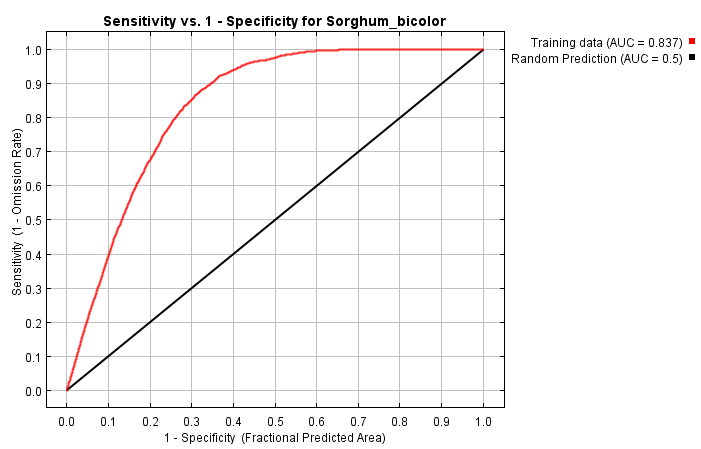 Sensitivity vs. 1 - Specificity for Sorghum_bicolor
Training data (AUC = 0.837)
Random Prediction (AUC = 0.5)
Sensitivity (1 - Omission Rate)
1.0
0.9
0.8
0.7
0.6
0.5
0.4
0.3
0.2
0.1
0.0
0.0 0.1 0.2 0.3 0.4 0.5 0.6 0.7 0.8 0.9 1.0
1 - Specificity (Fractional Predicted Area)